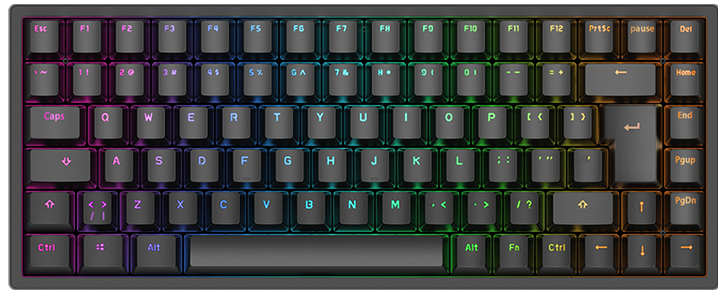 Esc F1 F2 F3 F4 F5 F6 F7 F8 F9 F10 F11 F12 PrtSc pause Del
` ~ 1 ! 2 @ 3 # 4 $ 5 % 6 ^ 7 & 8 * 9 ( 0 ) - - = + ← Home
Caps Q W E R T Y U I O P [ { ] } ↵ End
A S D F G H J K L ; : ' " ' Pgup
< > / | Z X C V B N M , < . > / ? ↑ PgDn
Ctrl Alt Alt Fn Ctrl ← ↓ →